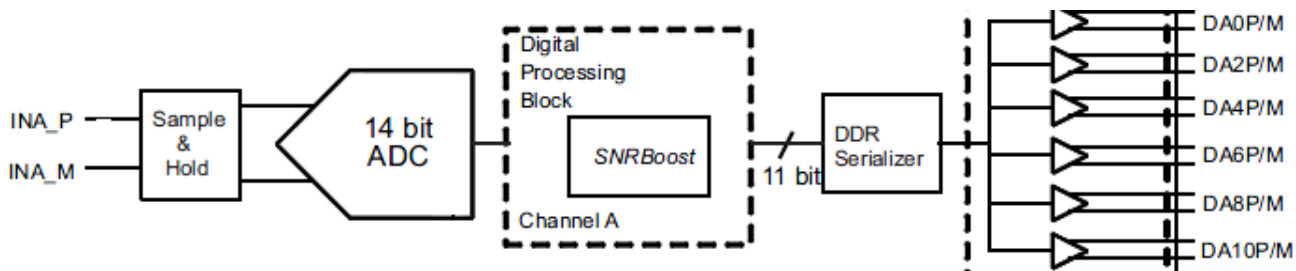 INA_P
INA_M
Sample
&
Hold
14 bit
ADC
Digital
Processing
Block
SNRBoost
Channel A
11 bit
DDR
Serializer
DA0P/M
DA2P/M
DA4P/M
DA6P/M
DA8P/M
DA10P/M